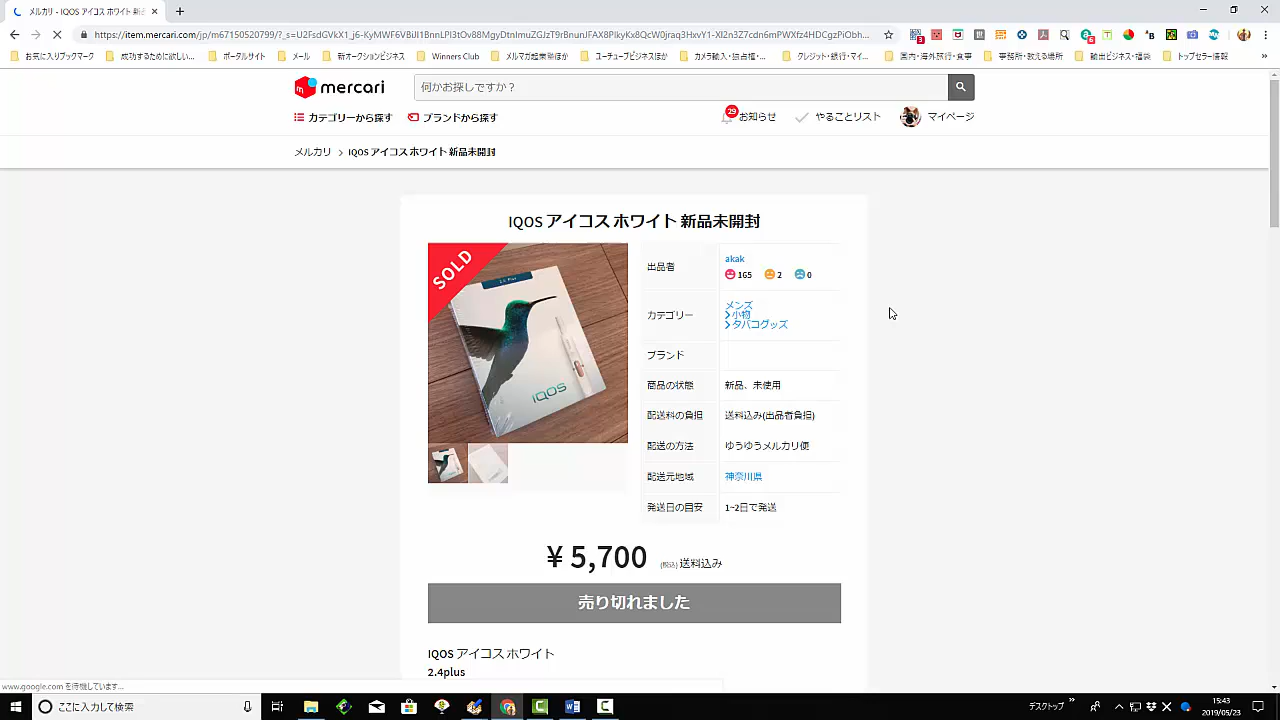 メルカリ - IQOS アイコス ホワイト 新
https://item.mercari.com/jp/m67150520799/?_s=U2FsdGVkX1_j6-KyMWF6VBiJI1BnnLPI3tOv88MgyDtnImuZGJzT9rBnunJFAX8PlkyKx8QcW0jraq3HxvY1-Xl2n3Z7cdn6mPWXfz4HDCgzPiObh...
お気に入りブックマーク 成功するために欲しい... ポータルサイト メール 新オークションビジネス Winners Club メルマガ起業塾ほか ユーチューブビジネスほか カメラ輸入・独占権・... クレジット・銀行・マイ... 国内・海外旅行・食事 事務所・教える場所 輸出ビジネス・福袋 トップセラー情報
mercari
何かお探しですか？
カテゴリーから探す ブランドから探す
29 お知らせ やることリスト マイページ
メルカリ > IQOS アイコス ホワイト 新品未開封
IQOS アイコス ホワイト 新品未開封
SOLD
2.4 Plus
IQOS
出品者 akak
165 2 0
カテゴリー メンズ
小物
タバコグッズ
ブランド
商品の状態 新品、未使用
配送料の負担 送料込み(出品者負担)
配送の方法 ゆうゆうメルカリ便
配送元地域 神奈川県
発送日の目安 1~2日で発送
¥ 5,700 (税込) 送料込み
売り切れました
IQOS アイコス ホワイト
2.4plus
www.google.com を待機しています...
ここに入力して検索
デスクトップ
15:43
2019/05/23